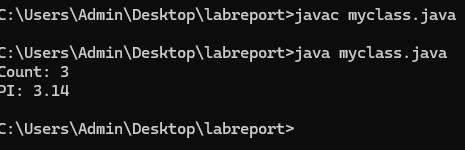 C:\Users\Admin\Desktop\labreport>javac myclass.java
C:\Users\Admin\Desktop\labreport>java myclass.java
Count: 3
PI: 3.14
C:\Users\Admin\Desktop\labreport>